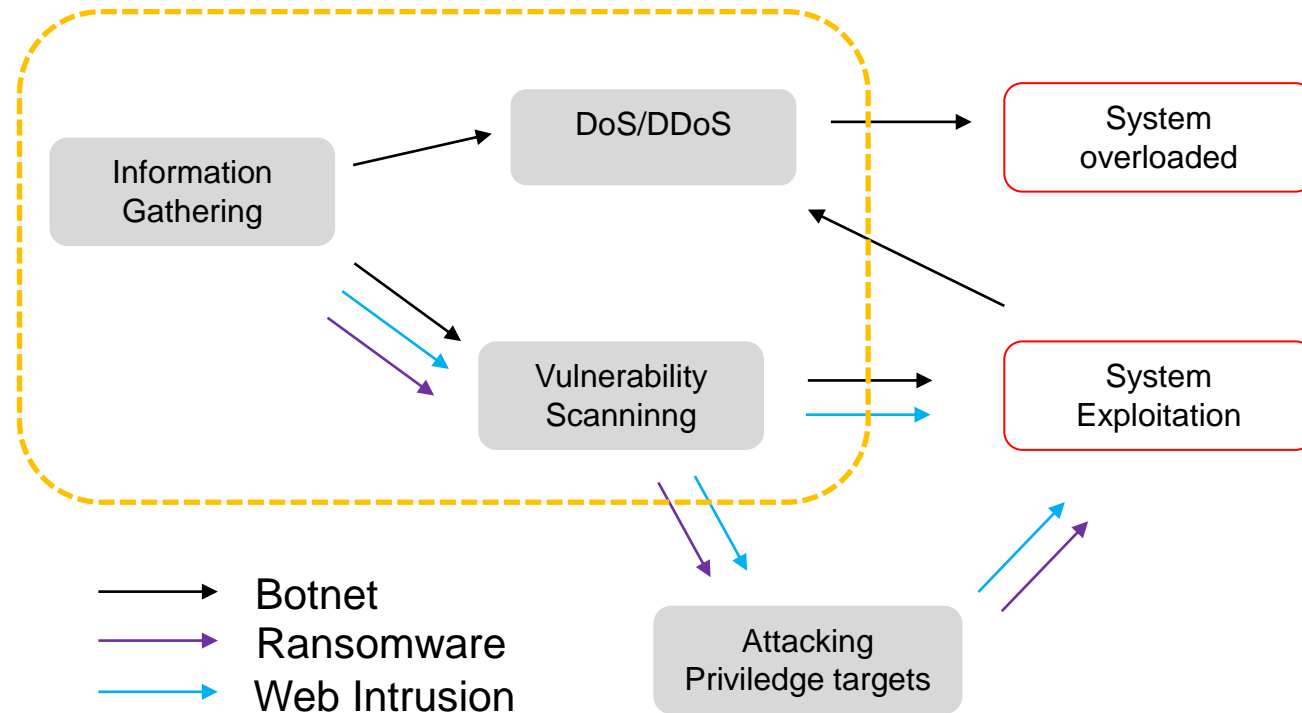 DoS/DDoS
System
overloaded
Information
Gathering
Vulnerability
Scanninng
System
Exploitation
Botnet
Ransomware
Web Intrusion
Attacking
Priviledge targets